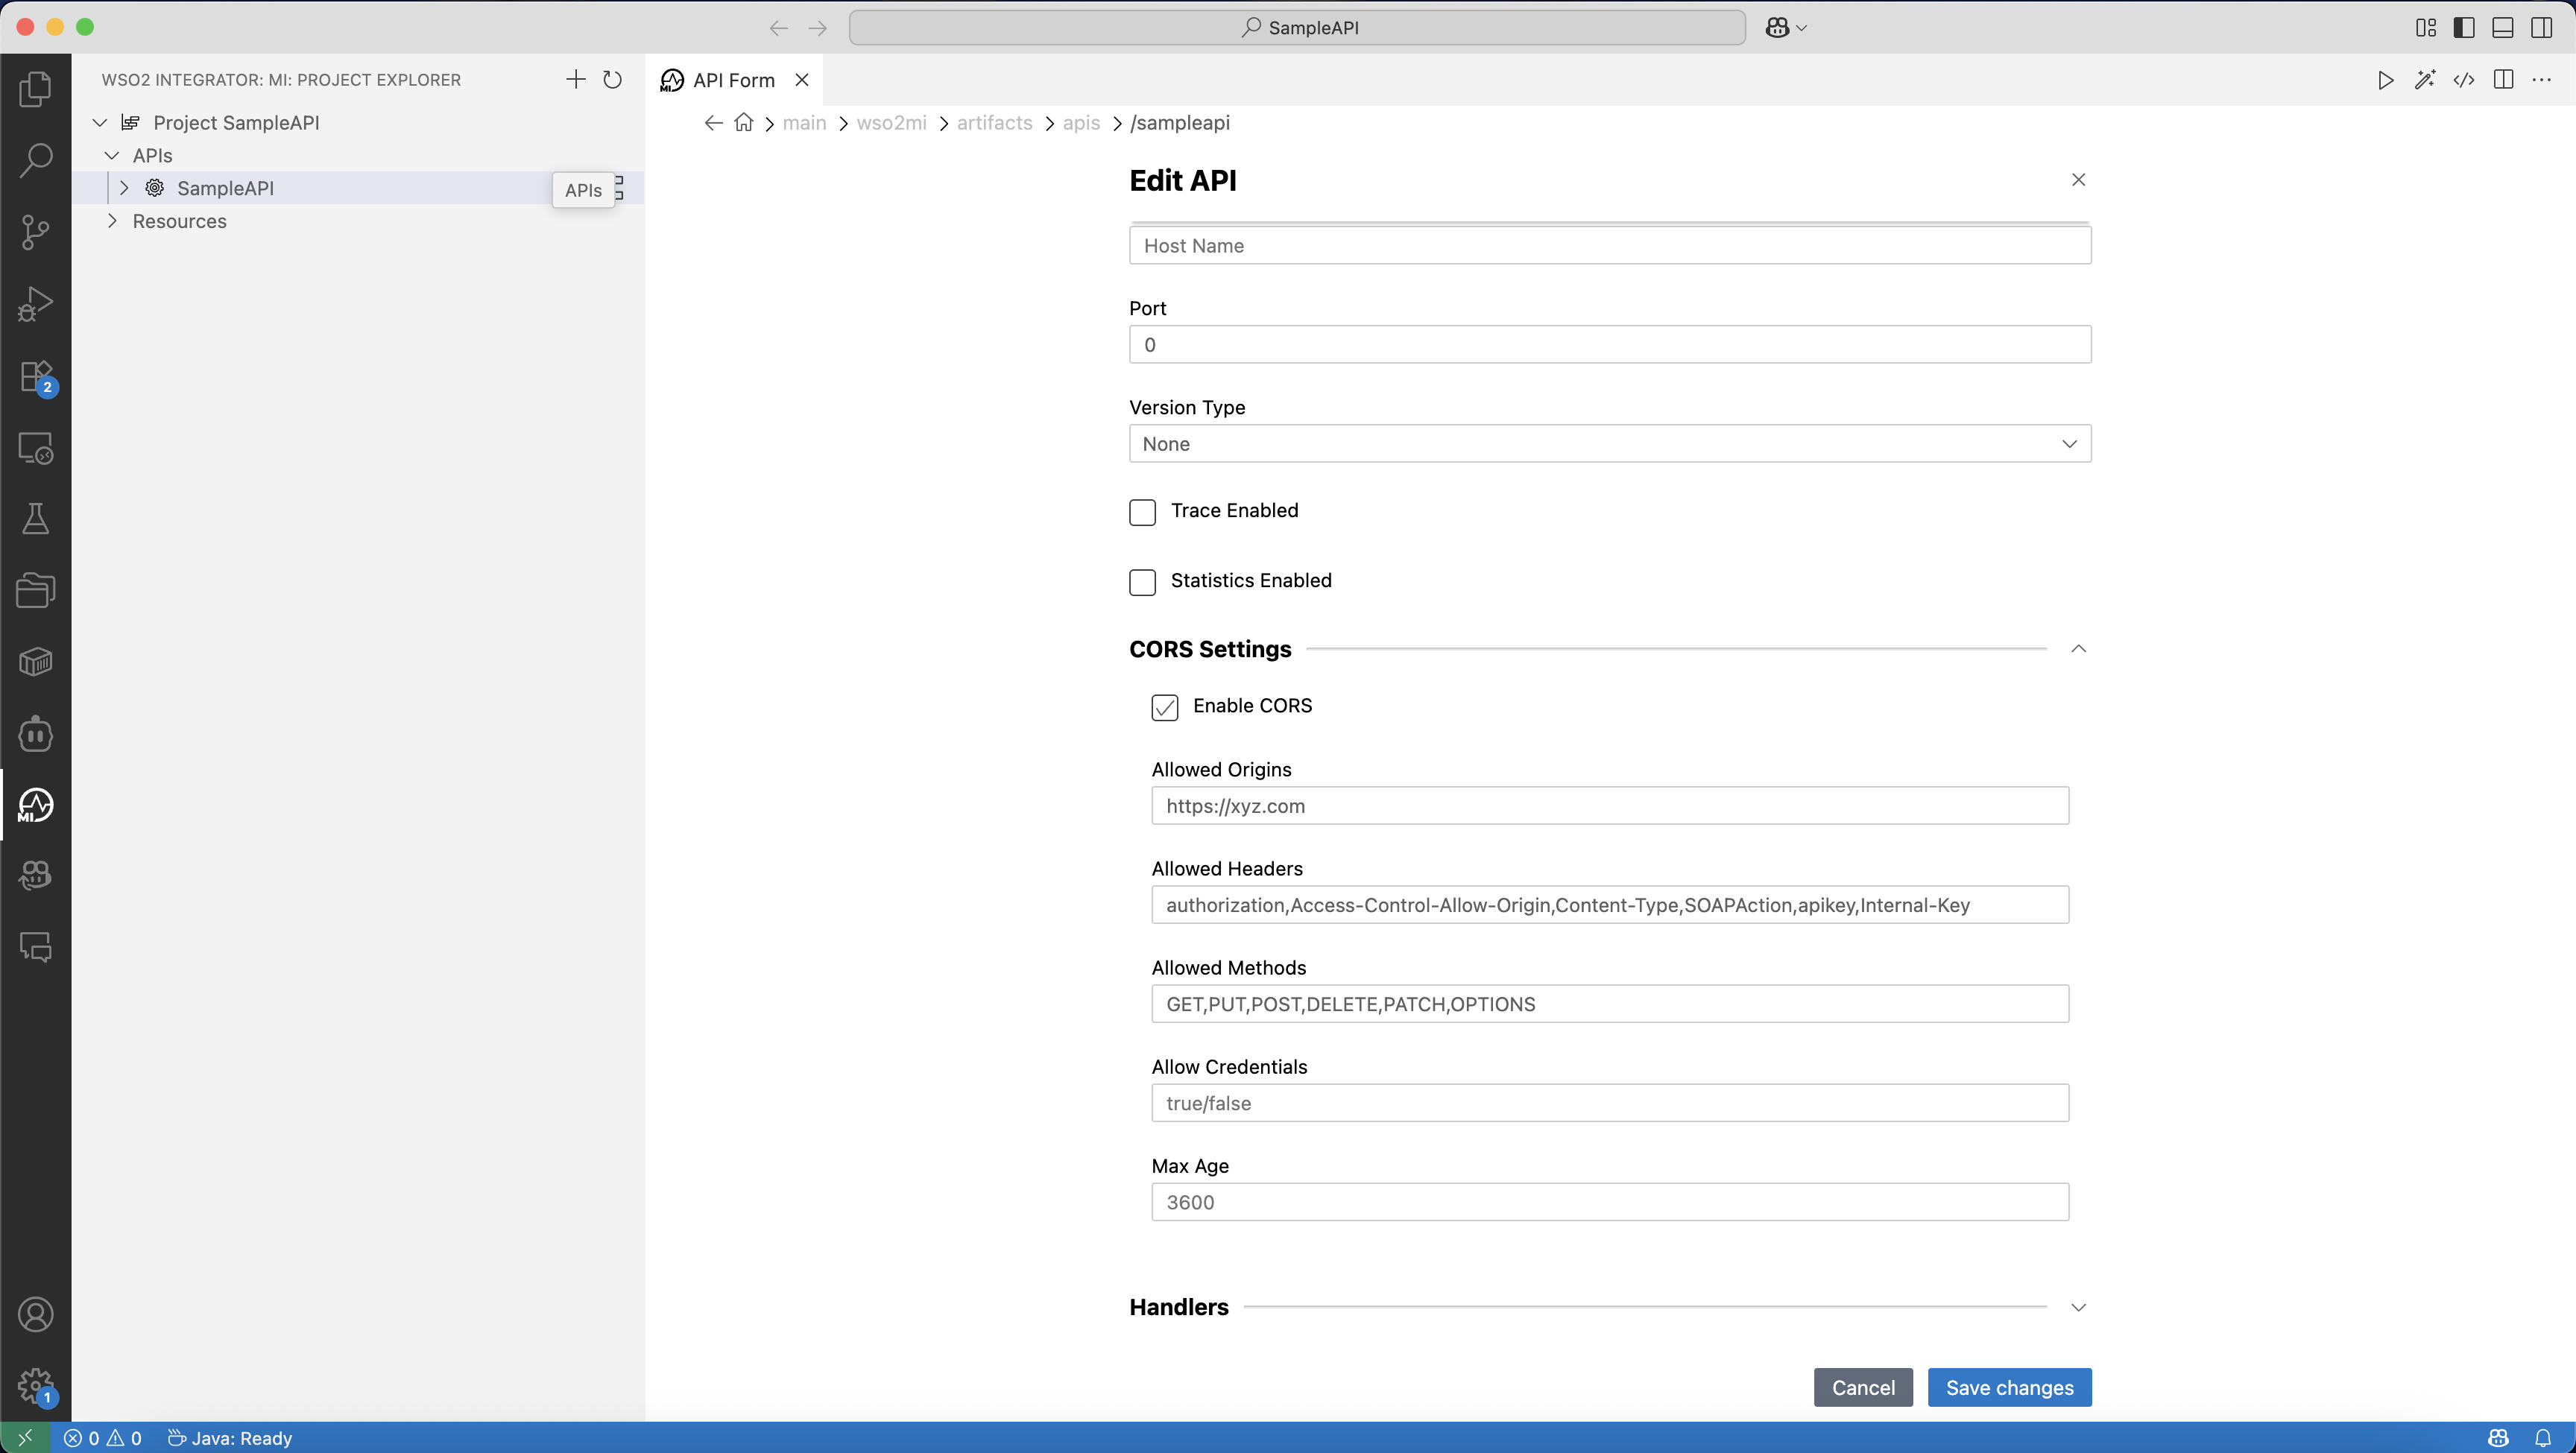 SampleAPI
WSO2 INTEGRATOR: MI: PROJECT EXPLORER
Project SampleAPI
APIs
SampleAPI
APIs
Resources
2
MI
1
MI API Form
main wso2mi artifacts apis /sampleapi
Edit API
Host Name
Port
0
Version Type
None
Trace Enabled
Statistics Enabled
CORS Settings
Enable CORS
Allowed Origins
https://xyz.com
Allowed Headers
authorization,Access-Control-Allow-Origin,Content-Type,SOAPAction,apikey,Internal-Key
Allowed Methods
GET,PUT,POST,DELETE,PATCH,OPTIONS
Allow Credentials
true/false
Max Age
3600
Handlers
Cancel Save changes
0 0 Java: Ready